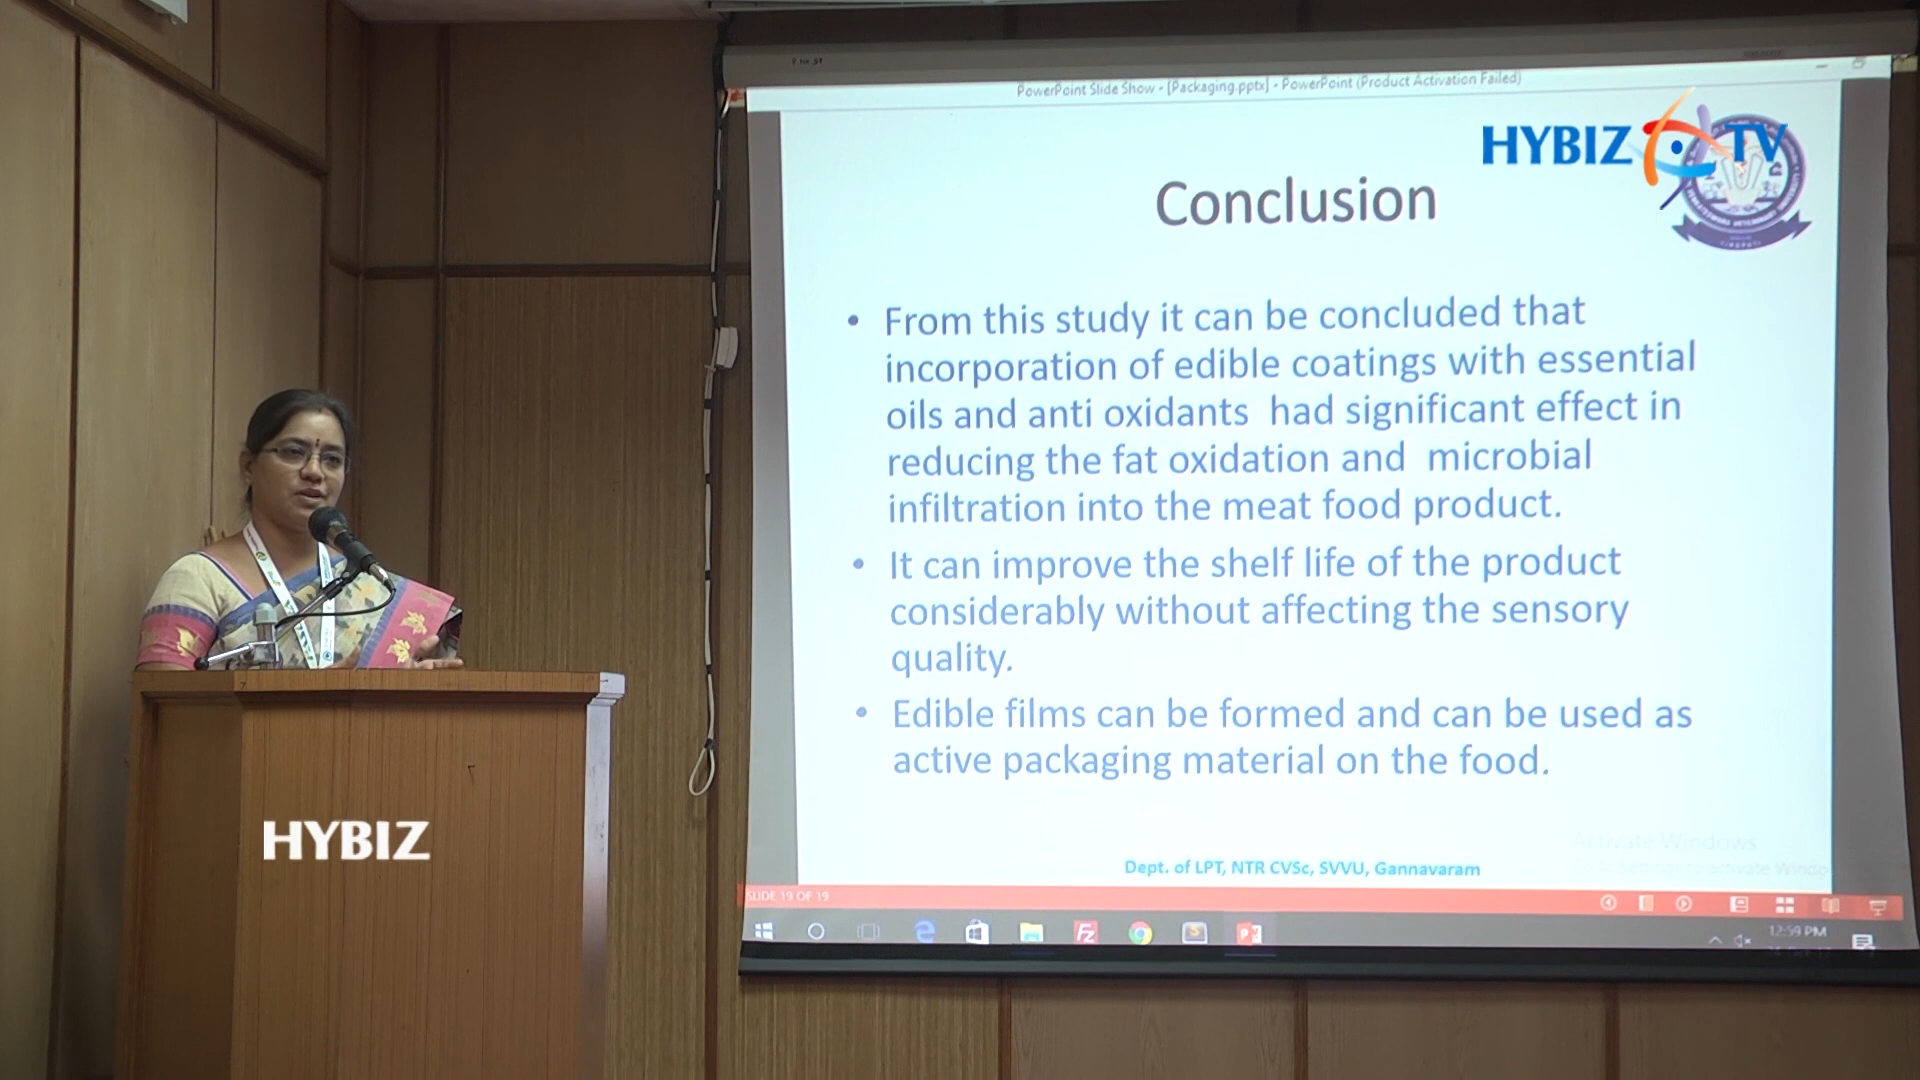 PowerPoint Slide Show - [Packaging.pptx] - PowerPoint (Product Activation Failed)
HYBIZ TV
Conclusion
• From this study it can be concluded that
incorporation of edible coatings with essential
oils and anti oxidants had significant effect in
reducing the fat oxidation and microbial
infiltration into the meat food product.
• It can improve the shelf life of the product
considerably without affecting the sensory
quality.
• Edible films can be formed and can be used as
active packaging material on the food.
HYBIZ
Activate Windows
Dept. of LPT, NTR CVSc, SVVU, Gannavaram
SLIDE 19 OF 19
12:59 PM